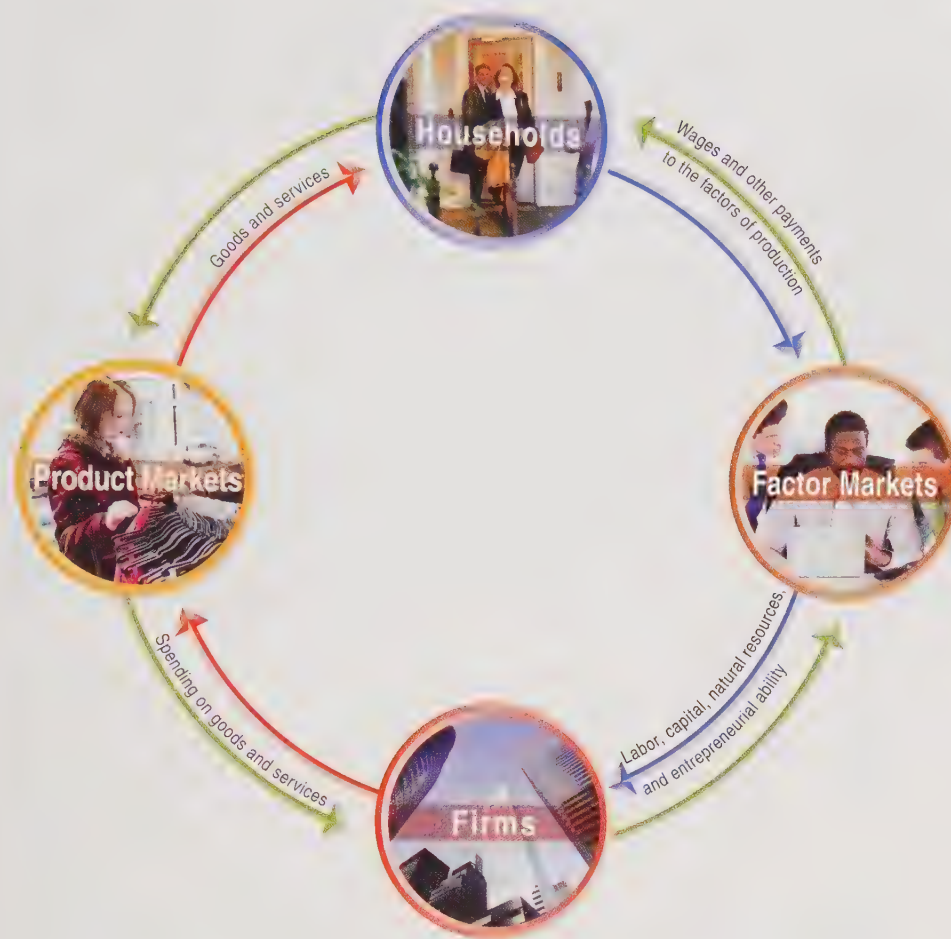 Households
Wages and other payments
to the factors of production
Goods and services
Product Markets
Factor Markets
Spending on goods and services
Labor, capital, natural resources,
and entrepreneurial ability
Firms